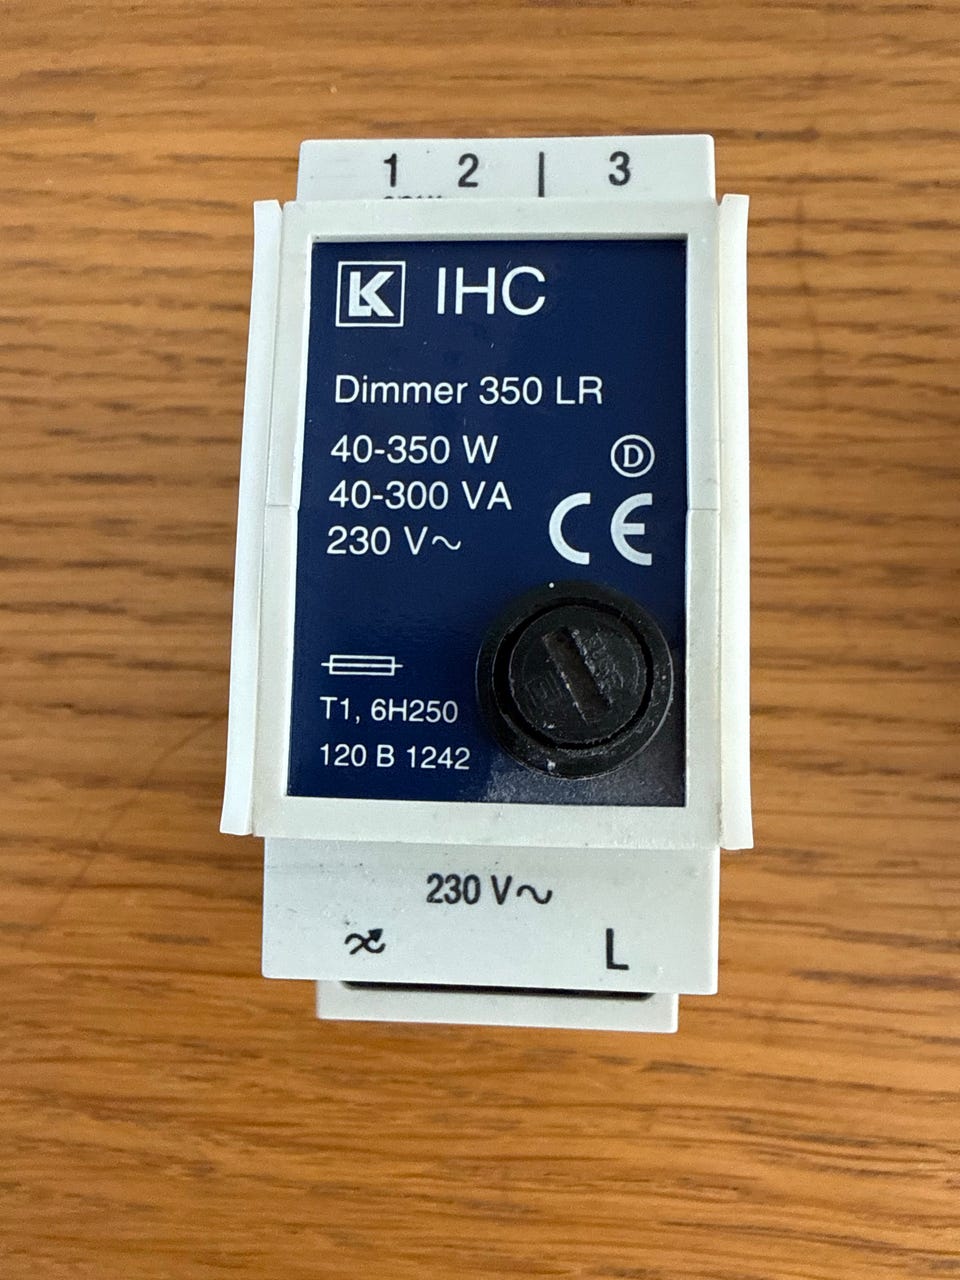 1 2 | 3
LK IHC
Dimmer 350 LR
40-350 W
D
40-300 VA
CE
230 V~
T1, 6H250
120 B 1242
230 V~
L